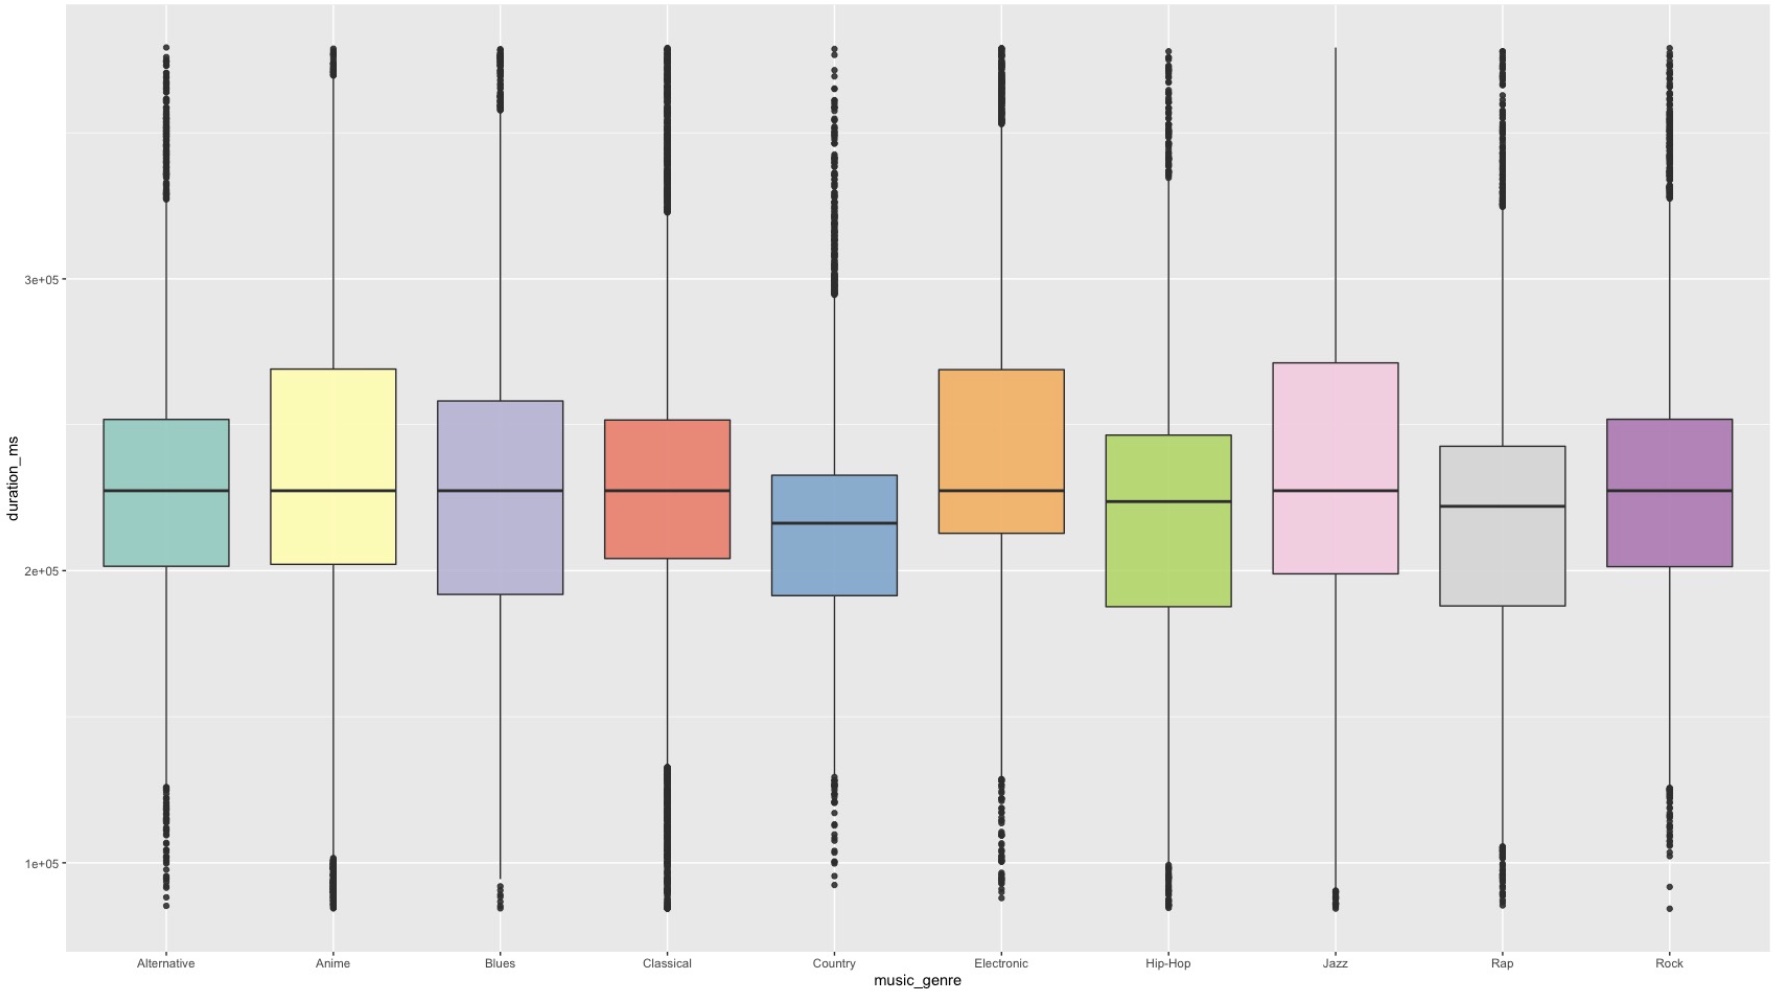 duration_ms
3e+05
2e+05
1e+05
Alternative Anime Blues Classical Country Electronic Hip-Hop Jazz Rap Rock
music_genre